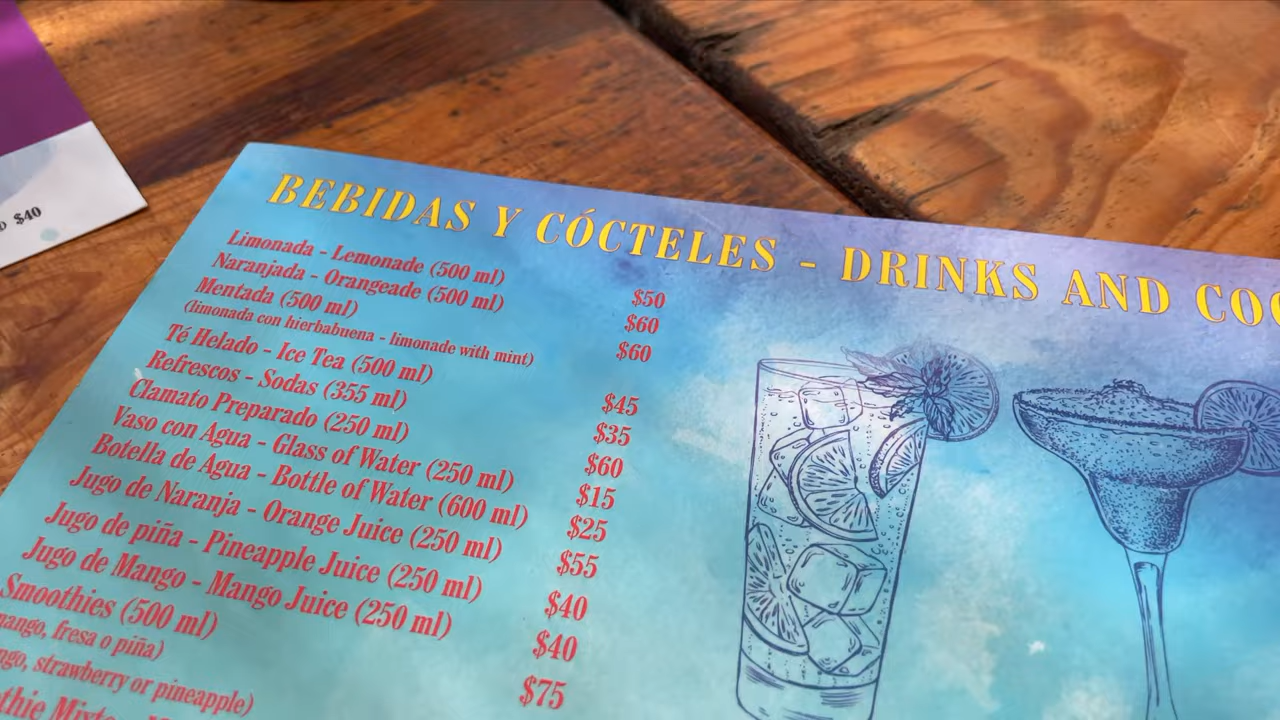 $40
BEBIDAS Y CÓCTELES - DRINKS AND
Limonada - Lemonade (500 ml) $50
Naranjada - Orangeade (500 ml) $60
Mentada (500 ml) $60
(limonada con hierbabuena - limonade with mint)
Té Helado - Ice Tea (500 ml) $45
Refrescos - Sodas (355 ml) $35
Clamato Preparado (250 ml) $60
Vaso con Agua - Glass of Water (250 ml) $15
Botella de Agua - Bottle of Water (600 ml) $25
Jugo de Naranja - Orange Juice (250 ml) $55
Jugo de piña - Pineapple Juice (250 ml) $40
Jugo de Mango - Mango Juice (250 ml) $40
Smoothies (500 ml) $75
mango, fresa o piña)
strawberry or pineapple)